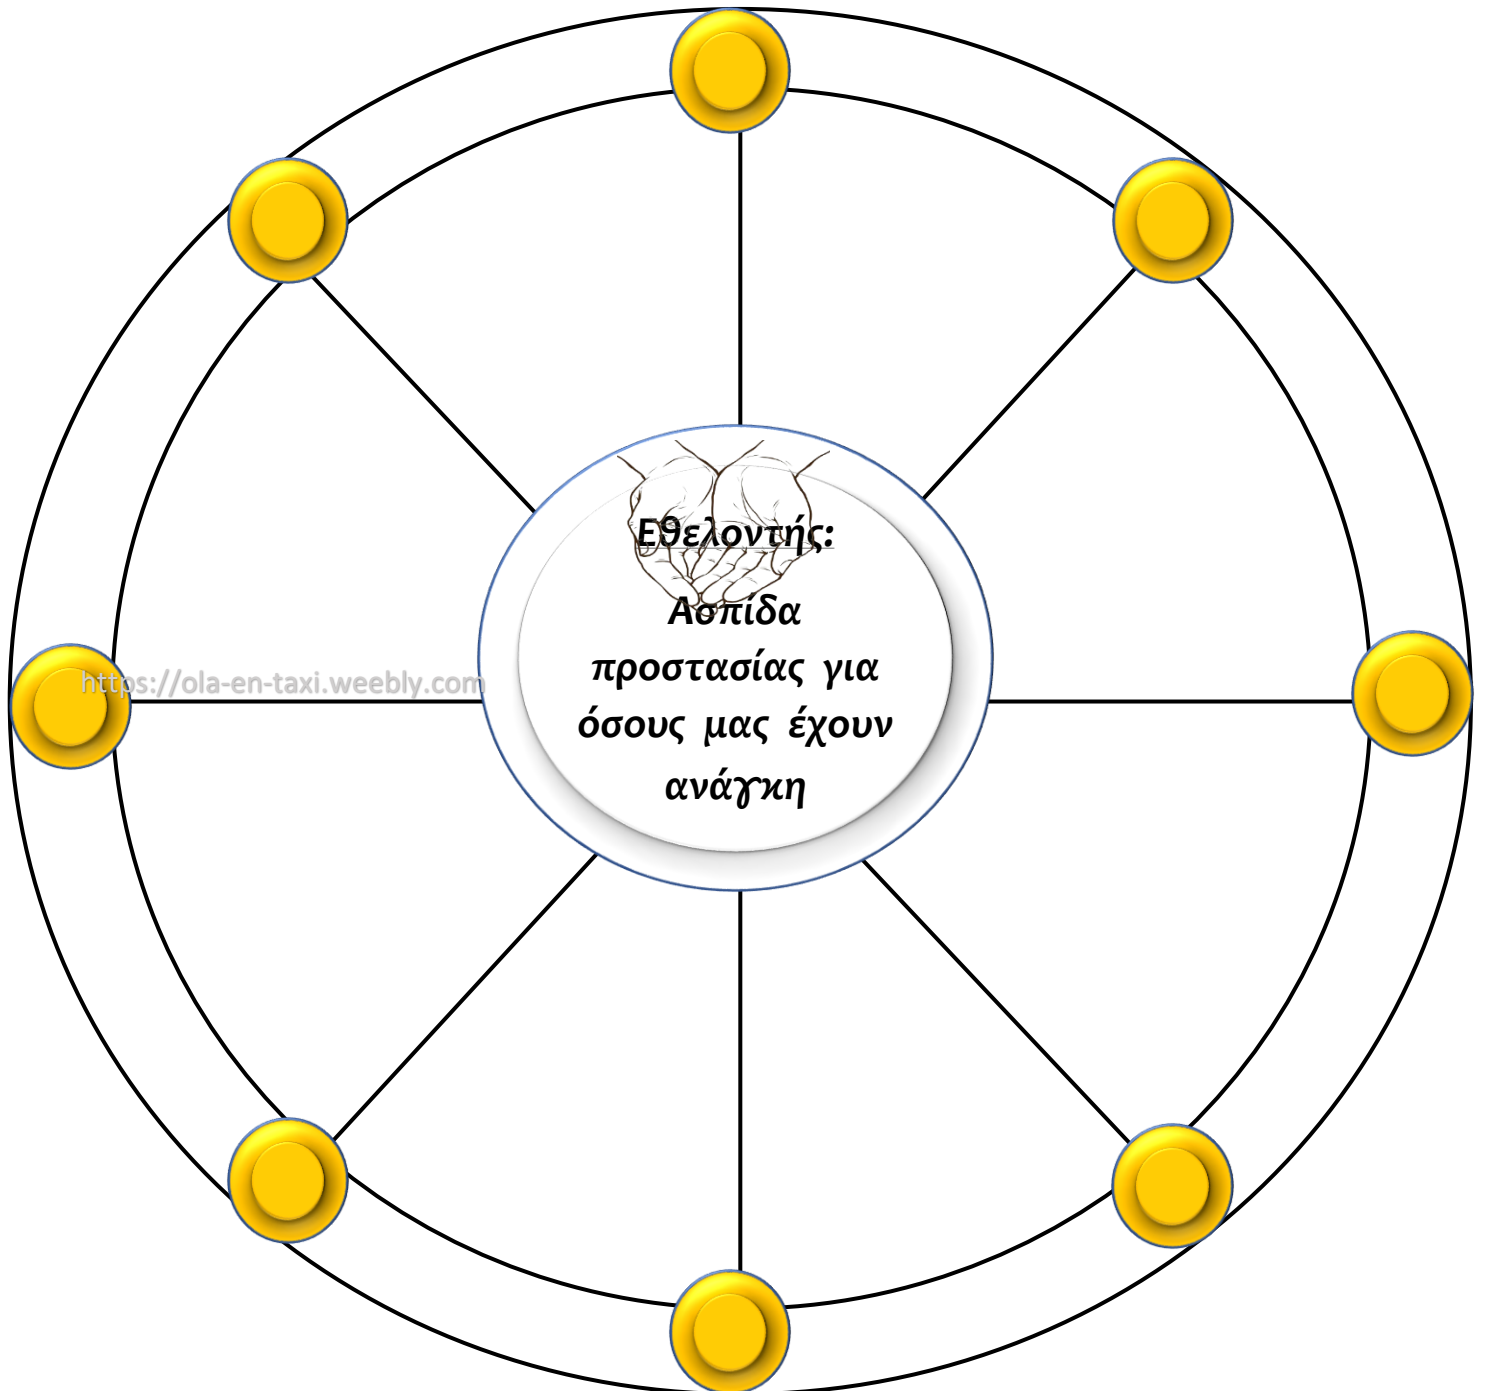 Εθελοντής:
Ασπίδα
προστασίας για
https://ola-en-taxi.weebly.com
όσους μας έχουν
ανάγκη